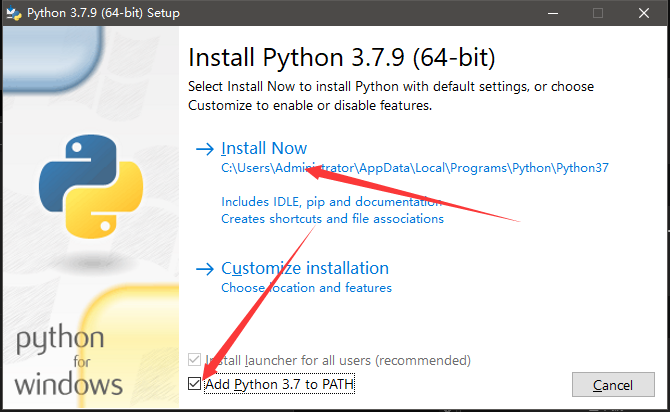 Python 3.7.9 (64-bit) Setup
Install Python 3.7.9 (64-bit)
Select Install Now to install Python with default settings, or choose
Customize to enable or disable features.
Install Now
C:\Users\Administrator\AppData\Local\Programs\Python\Python37
Includes IDLE, pip and documentation
Creates shortcuts and file associations
Customize installation
Choose location and features
Install launcher for all users (recommended)
Add Python 3.7 to PATH
Cancel
python
for
windows